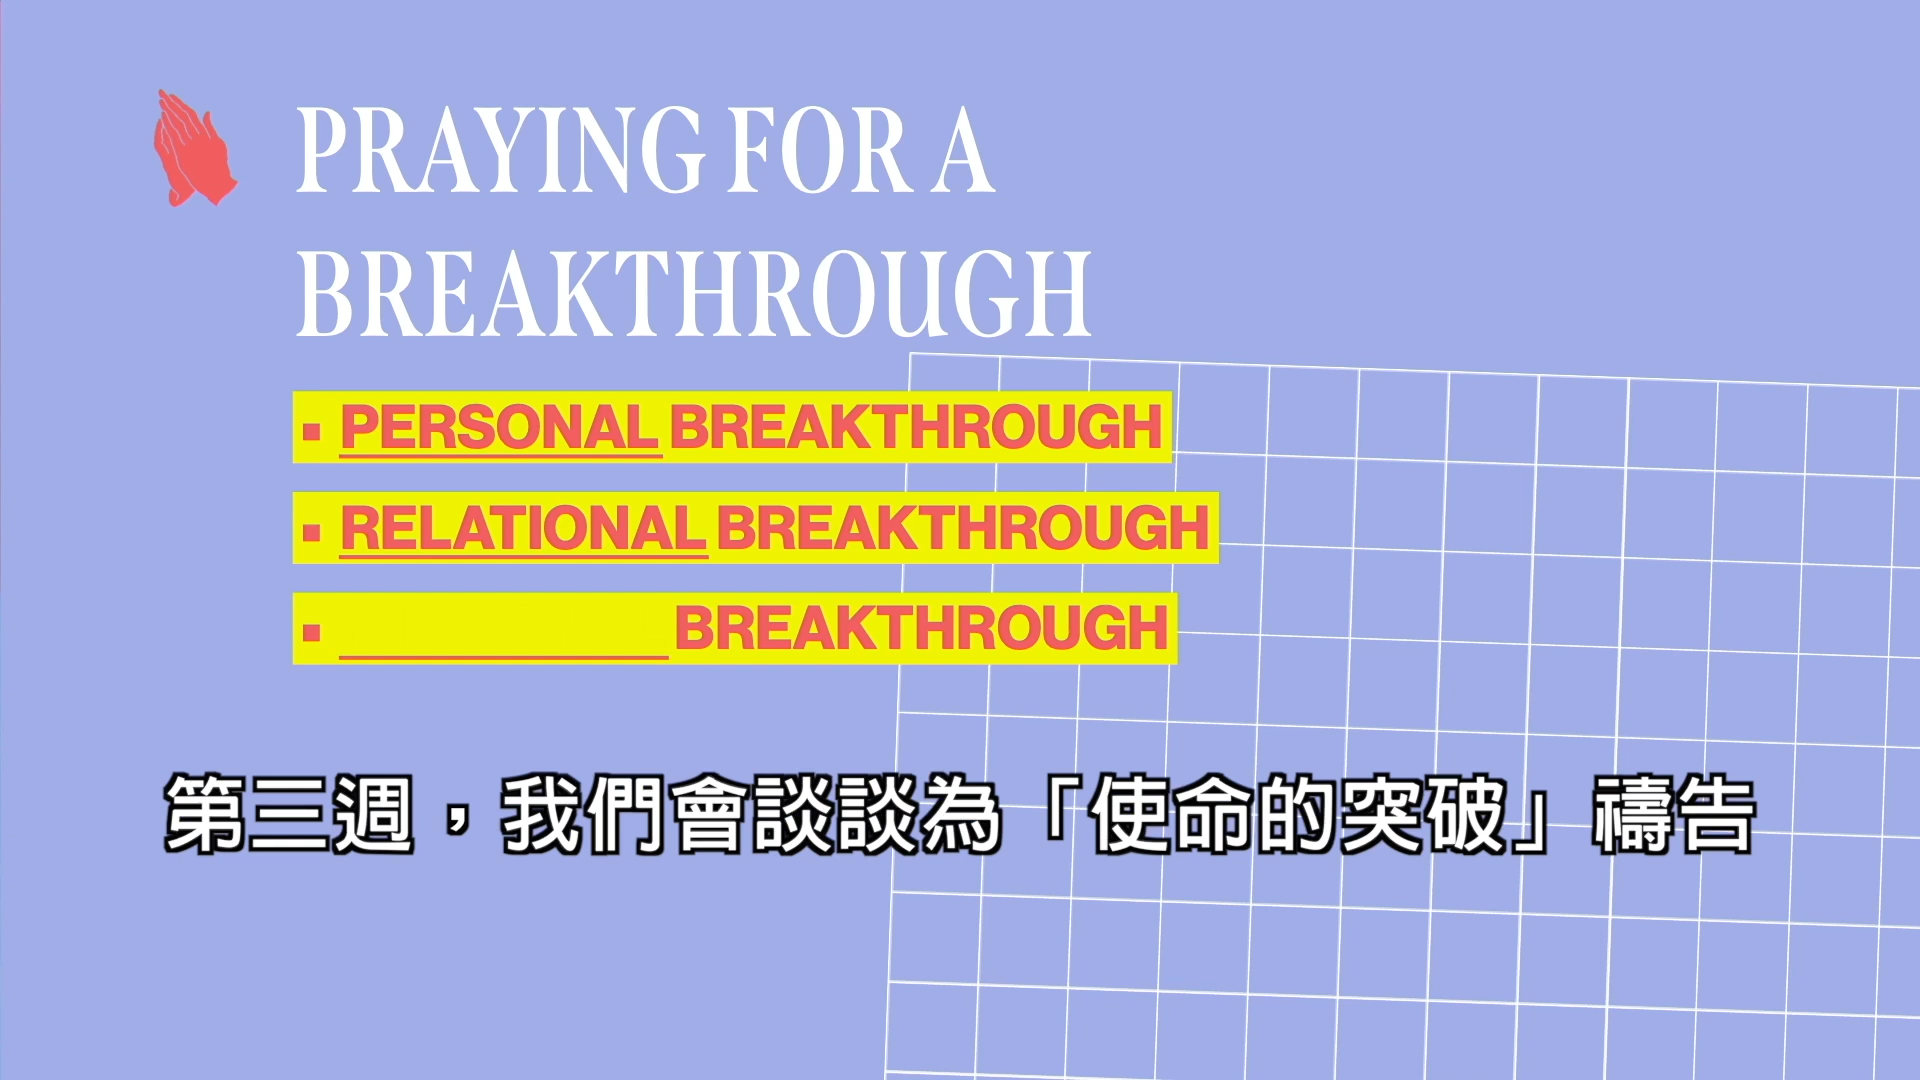 PRAYING FOR A
BREAKTHROUGH
▪ PERSONAL BREAKTHROUGH
▪ RELATIONAL BREAKTHROUGH
▪ ________ BREAKTHROUGH
第三週，我們會談談為「使命的突破」禱告